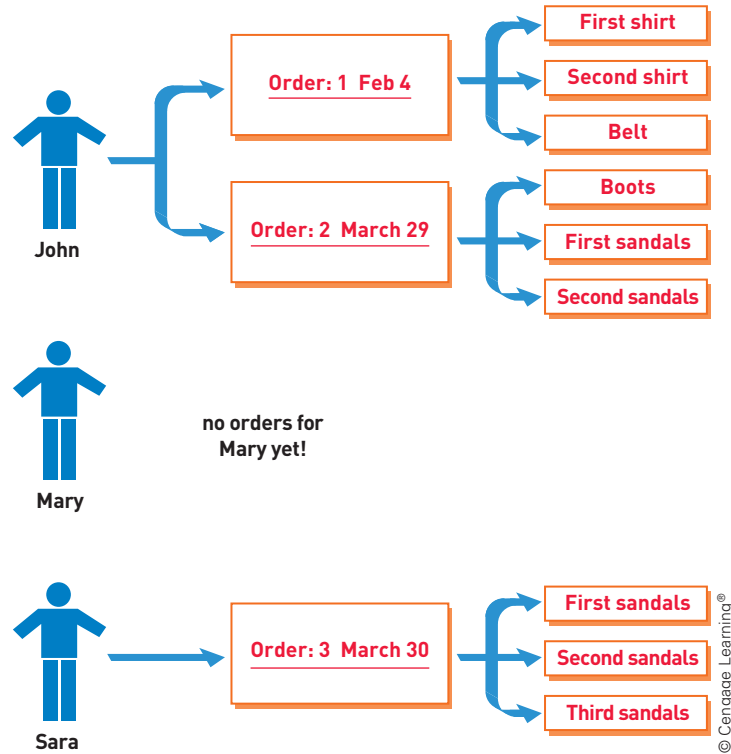 First shirt
Order: 1 Feb 4
Second shirt
Belt
John
Boots
Order: 2 March 29
First sandals
Second sandals
no orders for
Mary yet!
Mary
First sandals
Order: 3 March 30
Second sandals
Third sandals
Sara
© Cengage Learning®